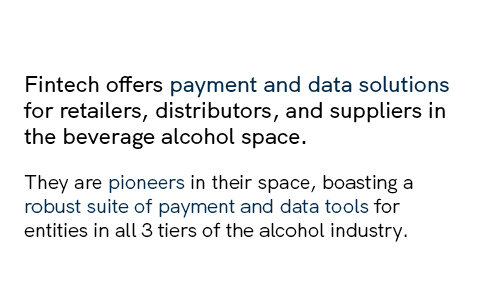 Fintech offers payment and data solutions
for retailers, distributors, and suppliers in
the beverage alcohol space.
They are pioneers in their space, boasting a
robust suite of payment and data tools for
entities in all 3 tiers of the alcohol industry.